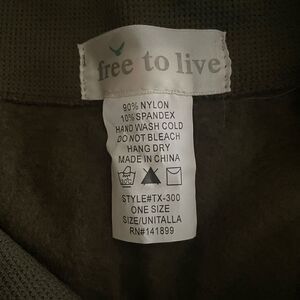 free to live
90% NYLON
10% SPANDEX
HAND WASH COLD
DO NOT BLEACH
HANG DRY
MADE IN CHINA
STYLE#TX-300
ONE SIZE
SIZE/UNITALLA
RN#141899